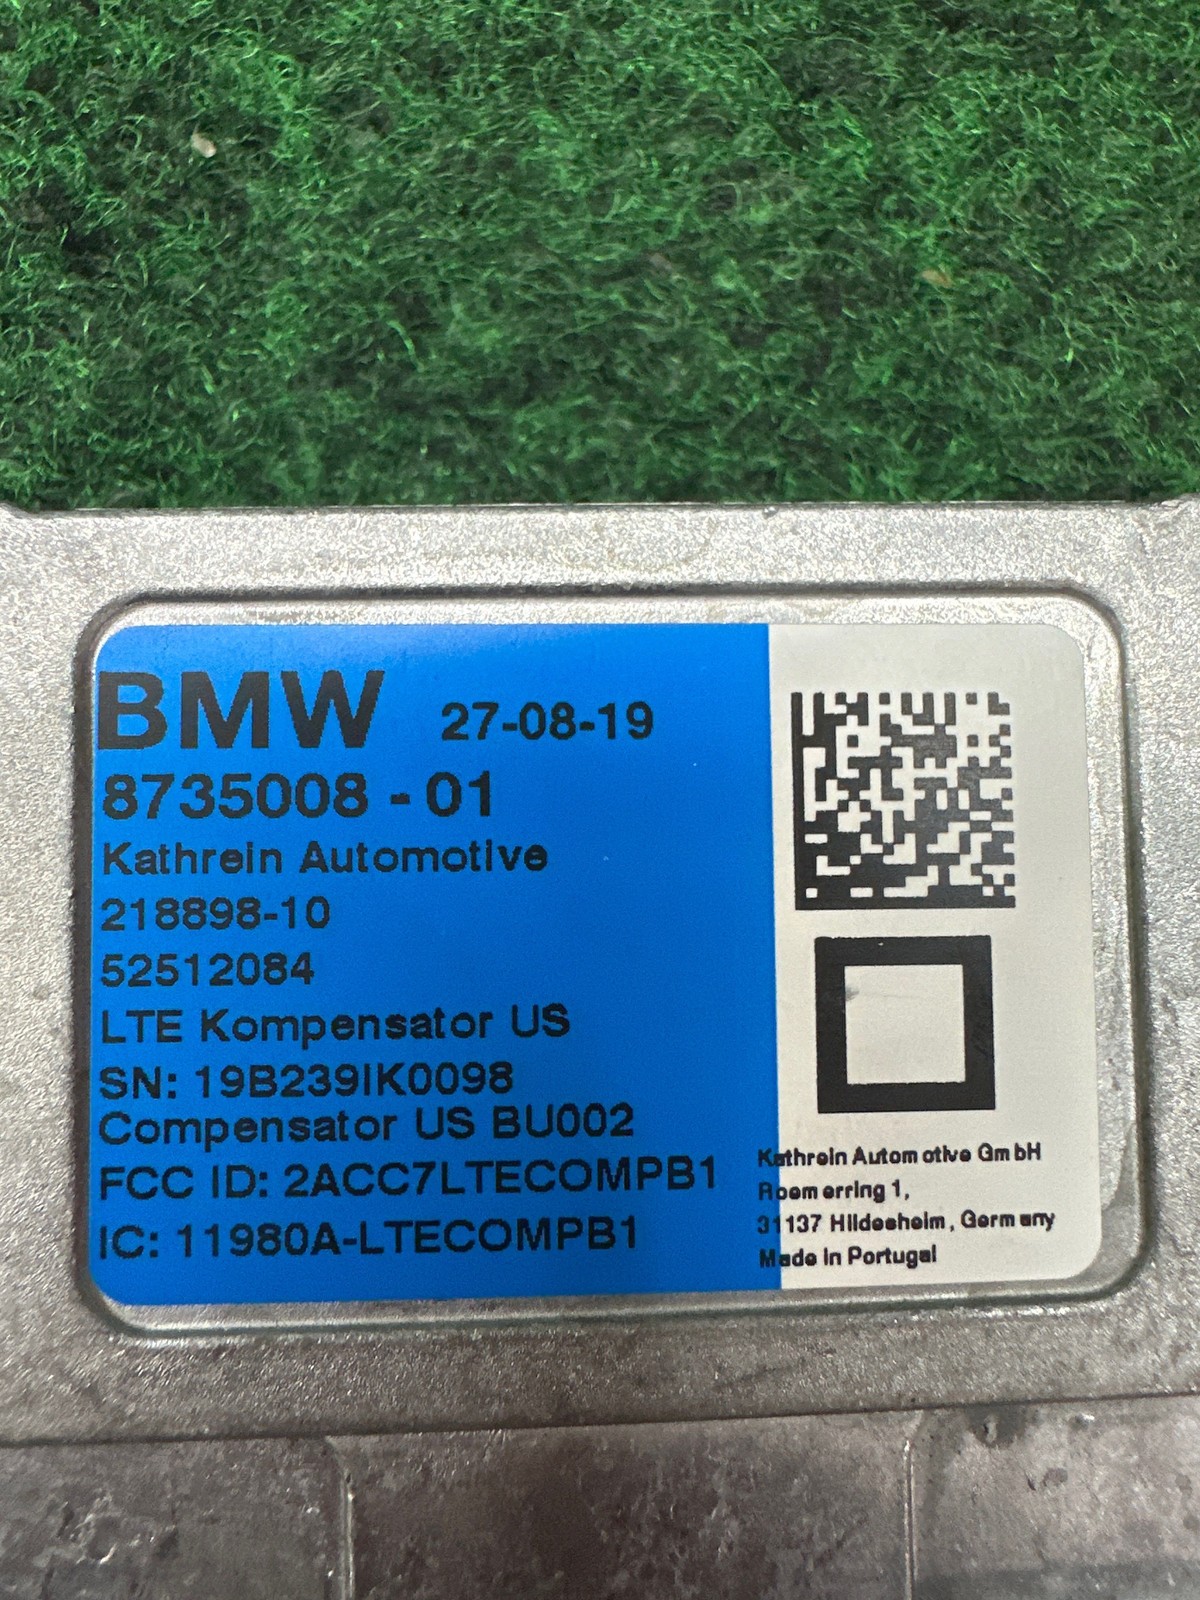 BMW 27-08-19
8735008 - 01
Kathrein Automotive
218898-10
52512084
LTE Kompensator US
SN: 19B239IK0098
Compensator US BU002
FCC ID: 2ACC7LTECOMPB1
IC: 11980A-LTECOMPB1
Kathrein Automotive GmbH
Roemerring 1,
31137 Hildesheim, Germany
Made in Portugal